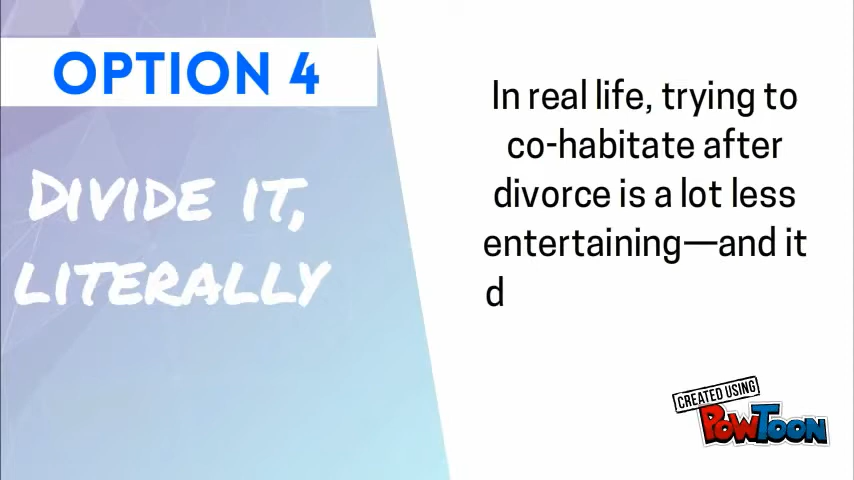 OPTION 4
DIVIDE IT,
LITERALLY
In real life, trying to
co-habitate after
divorce is a lot less
entertaining—and it
d
CREATED USING
POWTOON